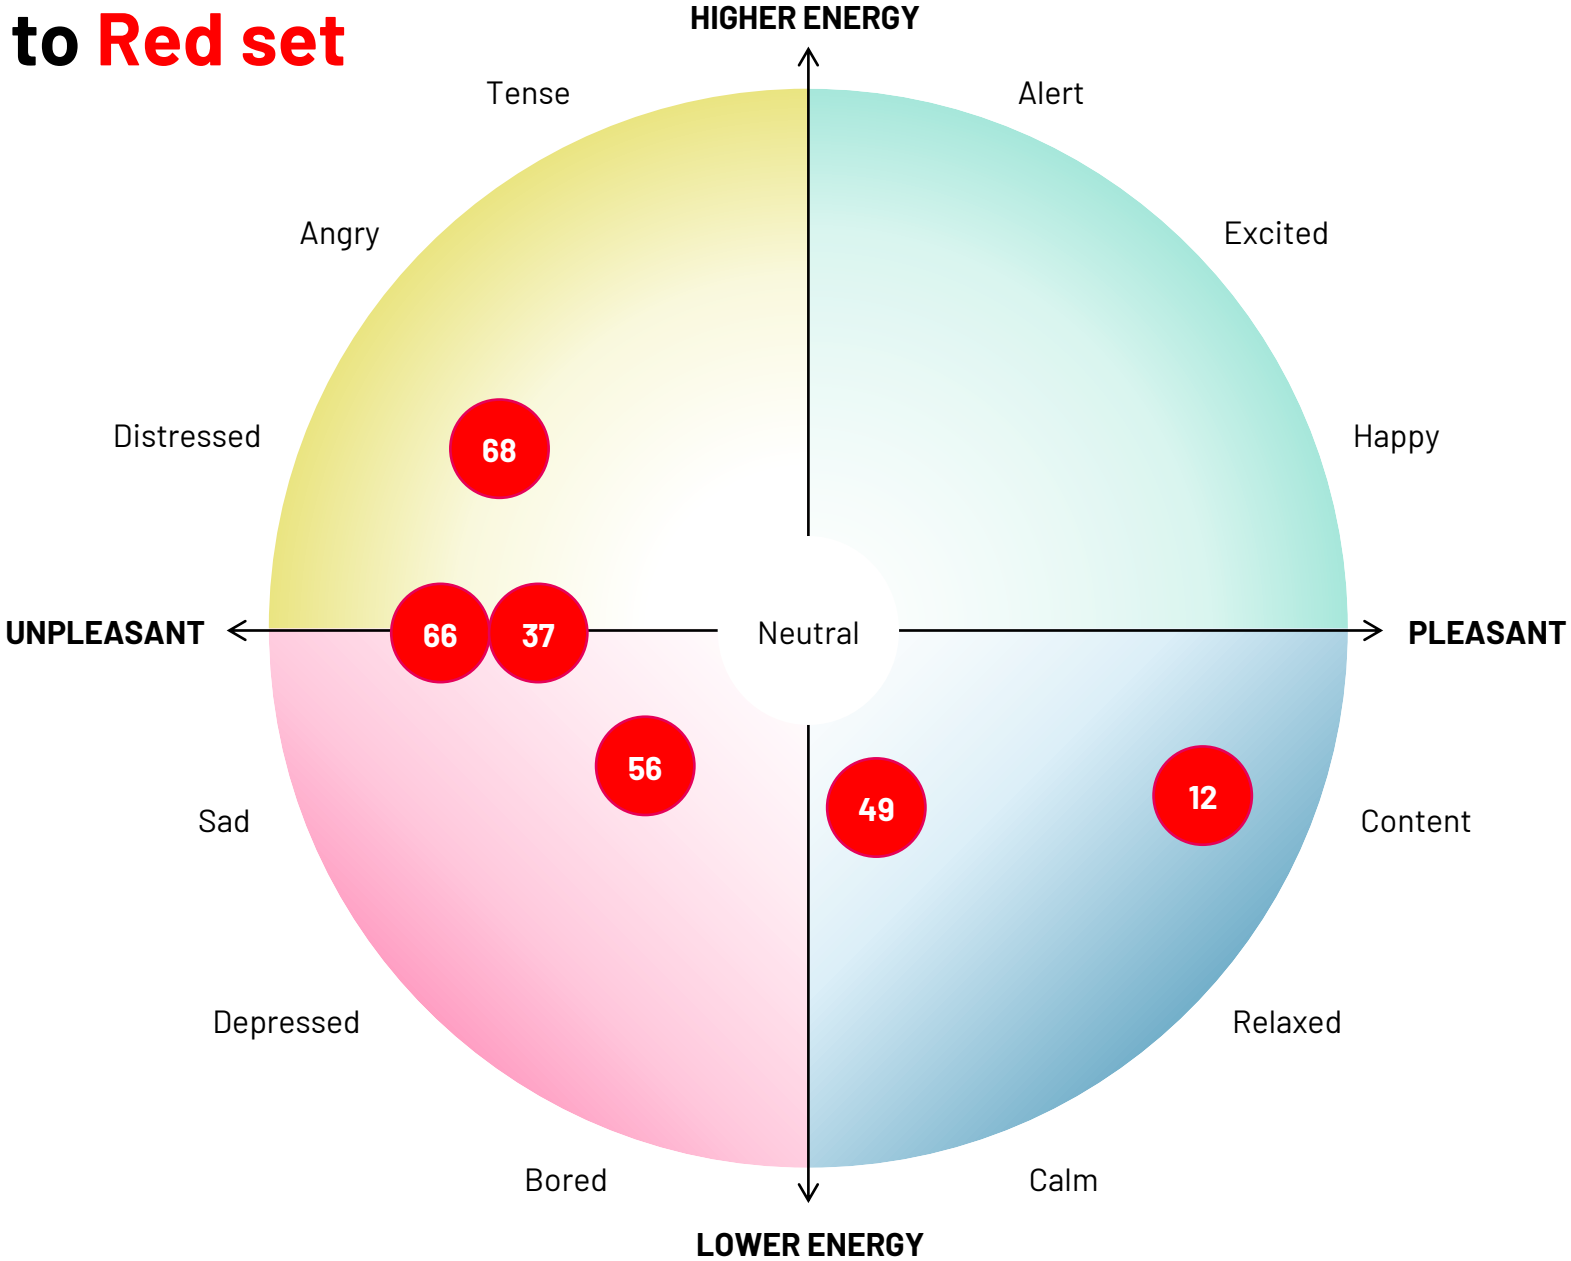 to Red set
HIGHER ENERGY
Tense
Alert
Angry
Excited
Distressed
Happy
68
UNPLEASANT
66
37
Neutral
PLEASANT
56
49
12
Sad
Content
Depressed
Relaxed
Bored
Calm
LOWER ENERGY